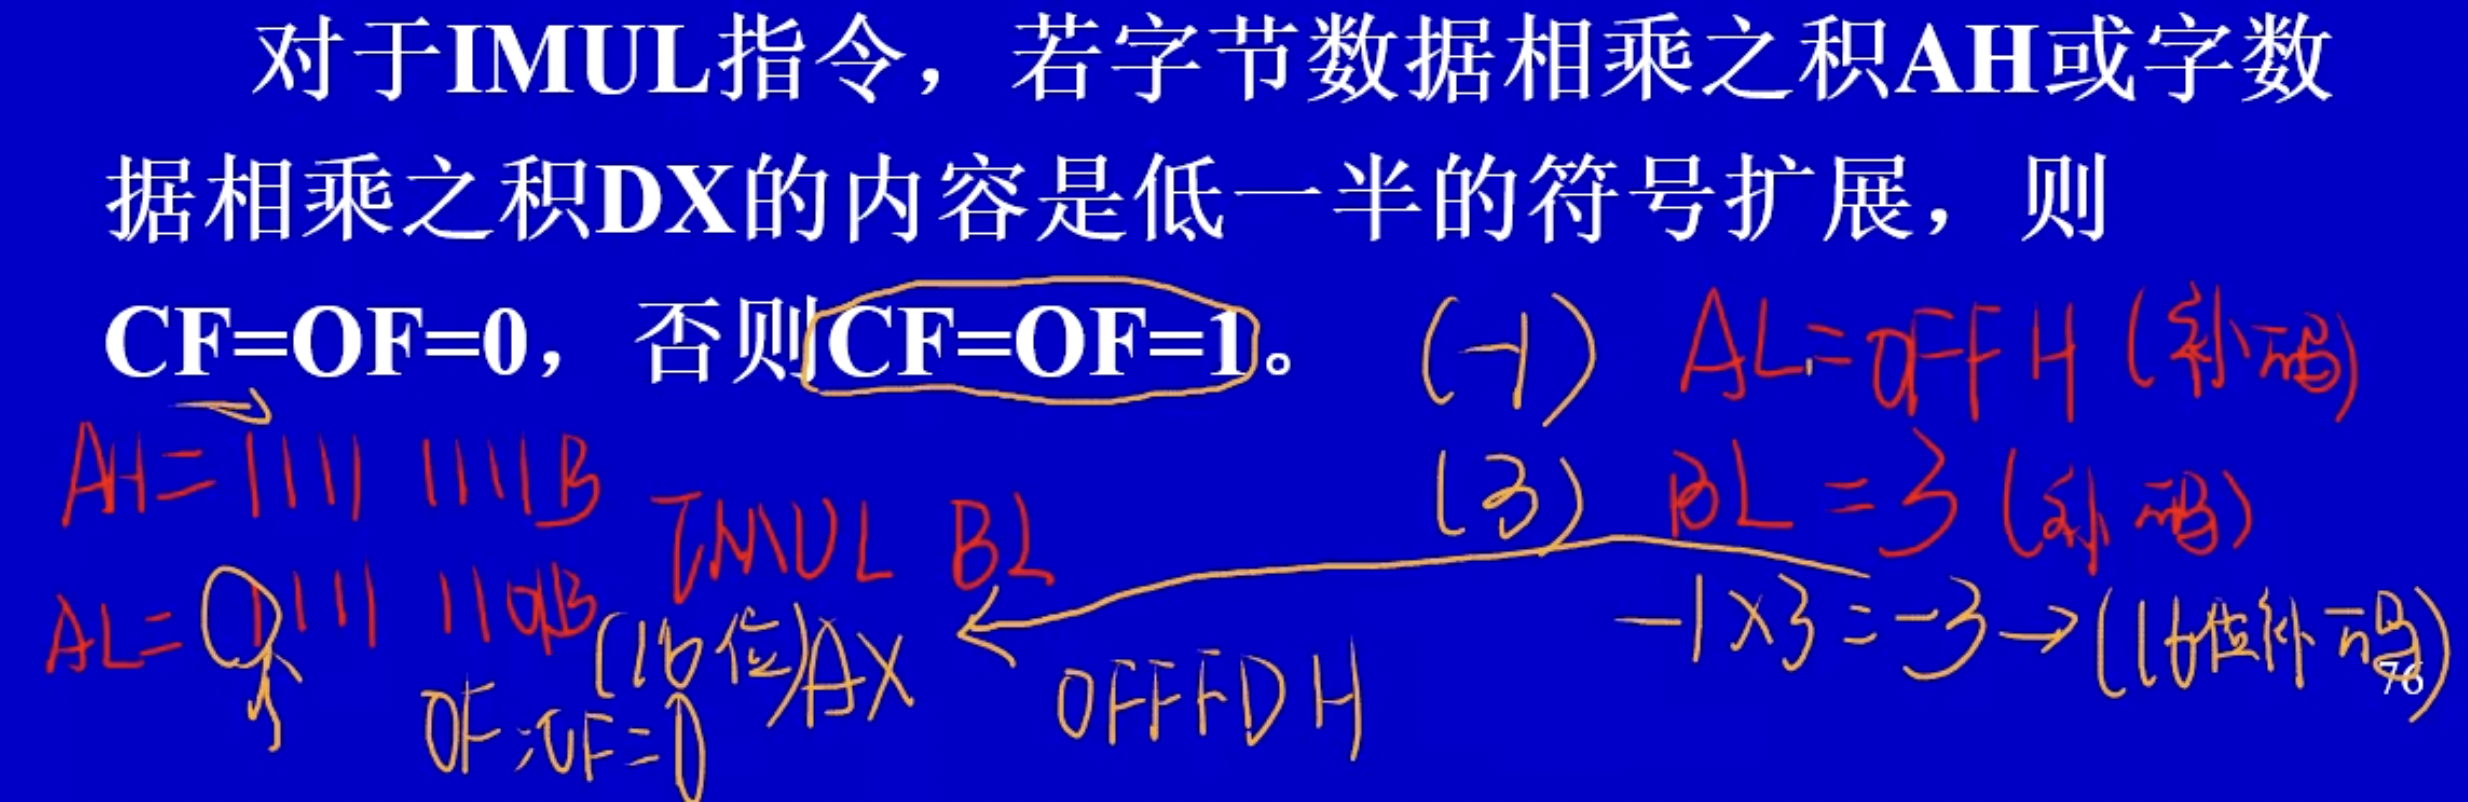 对于IMUL指令，若字节数据相乘之积AH或字数
据相乘之积DX的内容是低一半的符号扩展，则
CF=OF=0，否则CF=OF=1。
(-1) AL=0FFH (补码)
(3) BL=3 (补码)
AH=1111 1111B
IMUL BL
AL=1111 1101B
-1×3=-3→(16位补码)
(16位)AX
0FFFDH
OF=CF=0
76